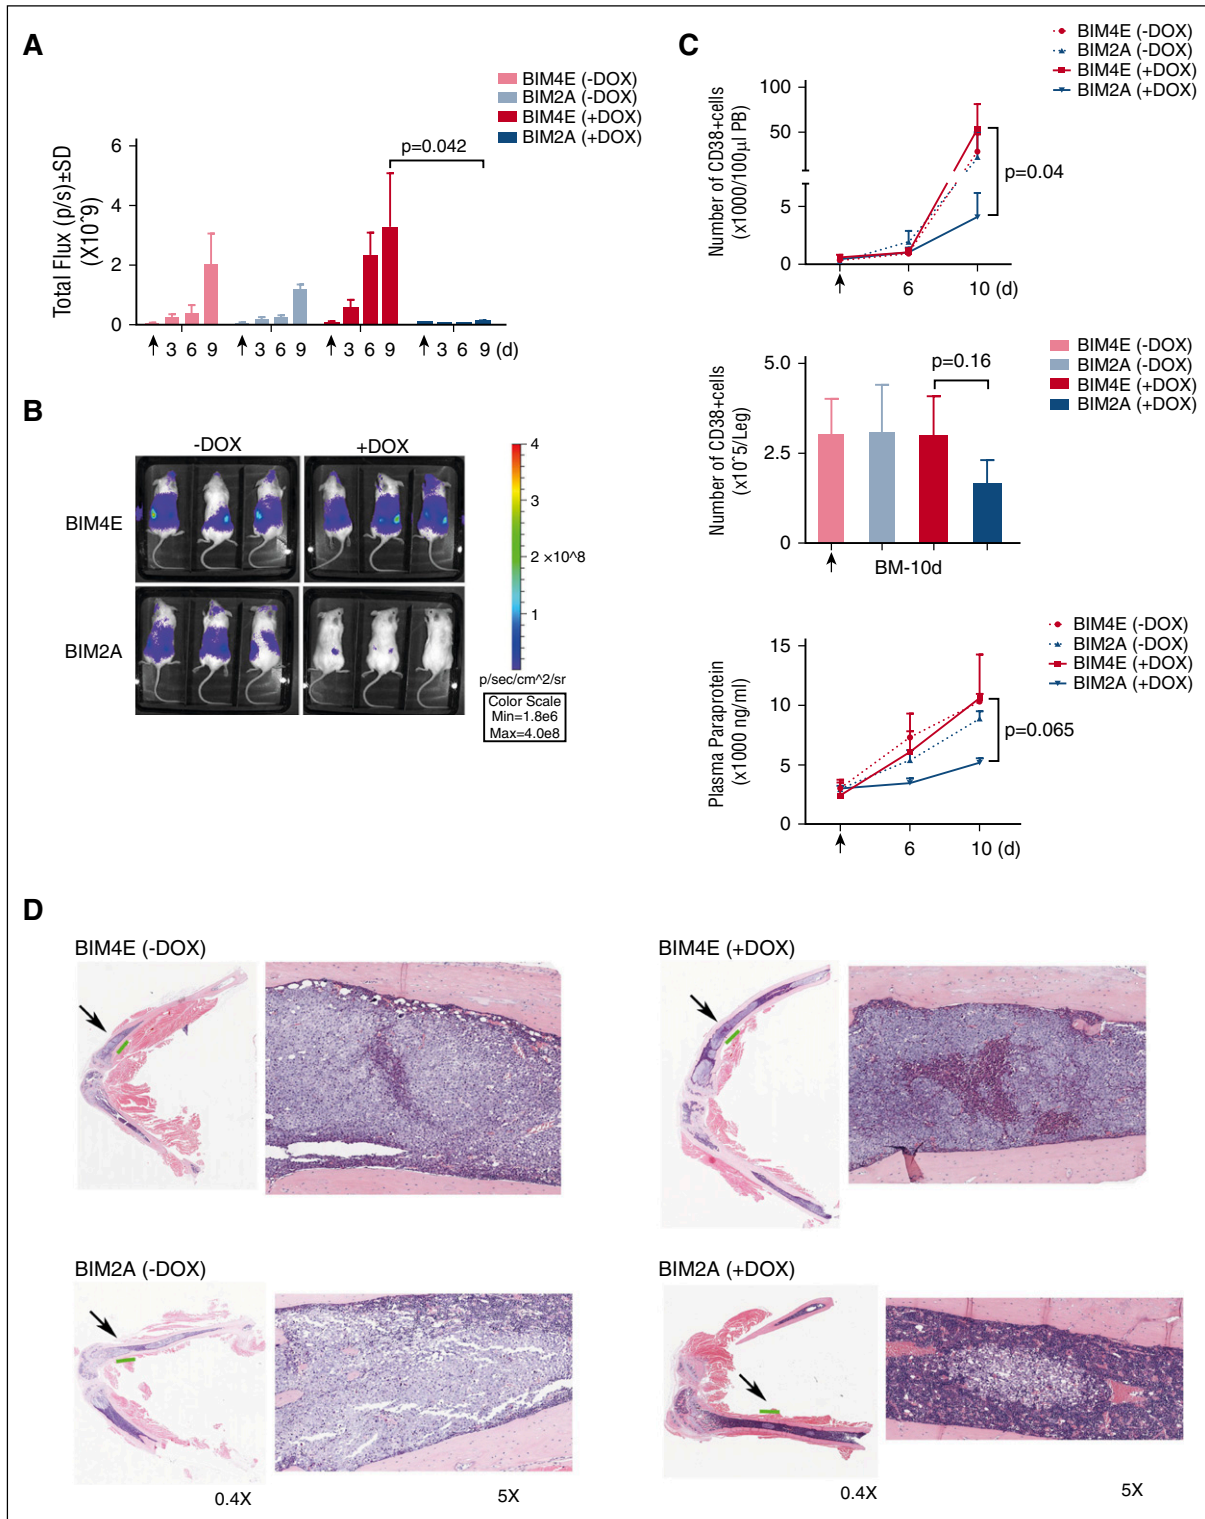 A
BIM4E (-DOX)
BIM2A (-DOX)
BIM4E (+DOX)
BIM2A (+DOX)
Total Flux (p/s)±SD
(X10^9)
6
4
2
0
p=0.042
3 6 9 3 6 9 3 6 9 3 6 9 (d)
B
-DOX +DOX
BIM4E
BIM2A
4
3
2 ×10^8
1
p/sec/cm^2/sr
Color Scale
Min=1.8e6
Max=4.0e8
C
BIM4E (-DOX)
BIM2A (-DOX)
BIM4E (+DOX)
BIM2A (+DOX)
Number of CD38+cells
(x1000/100µl PB)
100
50
5
0
p=0.04
6 10 (d)
BIM4E (-DOX)
BIM2A (-DOX)
BIM4E (+DOX)
BIM2A (+DOX)
Number of CD38+cells
(x10^5/Leg)
5.0
2.5
0
p=0.16
BM-10d
BIM4E (-DOX)
BIM2A (-DOX)
BIM4E (+DOX)
BIM2A (+DOX)
Plasma Paraprotein
(x1000 ng/ml)
15
10
5
0
p=0.065
6 10 (d)
D
BIM4E (-DOX)
BIM4E (+DOX)
BIM2A (-DOX)
BIM2A (+DOX)
0.4X 5X 0.4X 5X